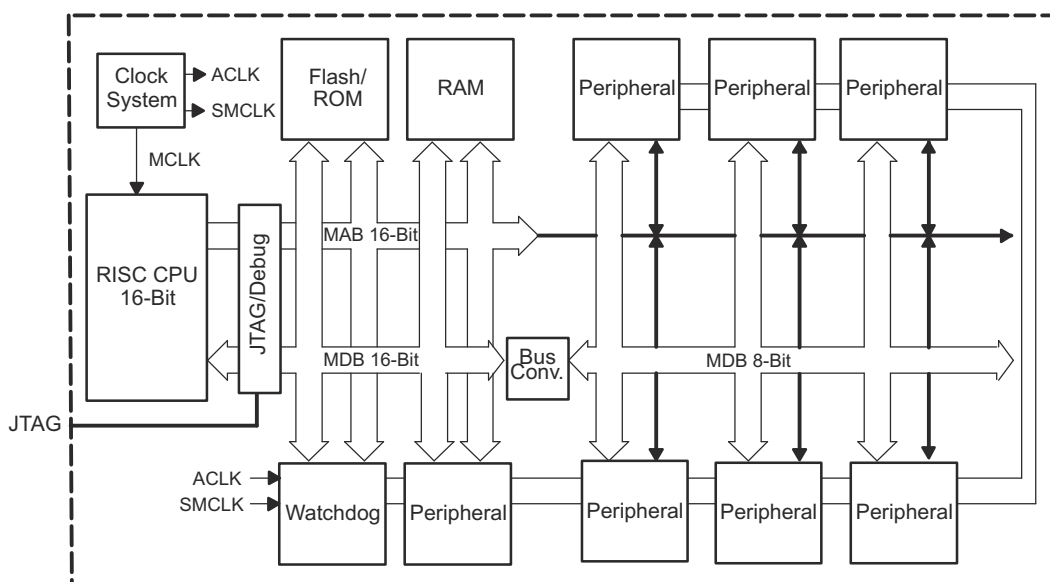 Clock
System
ACLK
SMCLK
MCLK
Flash/
ROM
RAM
Peripheral
Peripheral
Peripheral
RISC CPU
16-Bit
JTAG/Debug
MAB 16-Bit
MDB 16-Bit
Bus
Conv.
MDB 8-Bit
JTAG
ACLK
SMCLK
Watchdog
Peripheral
Peripheral
Peripheral
Peripheral